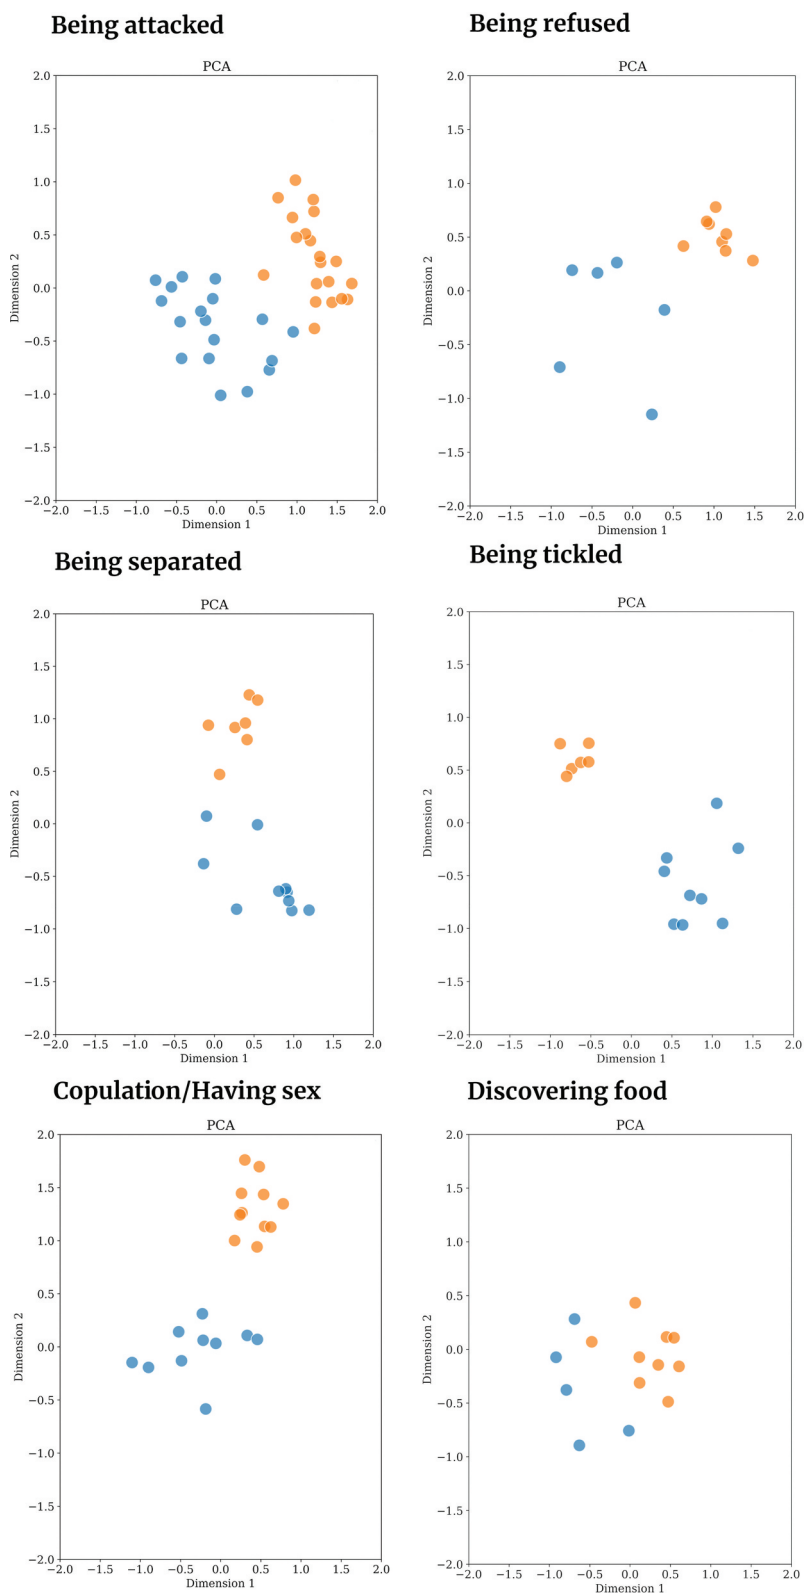 Being attacked
PCA
2.0
1.5
1.0
0.5
0.0
−0.5
−1.0
−1.5
−2.0
Dimension 2
−2.0 −1.5 −1.0 −0.5 0.0 0.5 1.0 1.5 2.0
Dimension 1
Being refused
PCA
2.0
1.5
1.0
0.5
0.0
−0.5
−1.0
−1.5
−2.0
Dimension 2
−2.0 −1.5 −1.0 −0.5 0.0 0.5 1.0 1.5 2.0
Dimension 1
Being separated
PCA
2.0
1.5
1.0
0.5
0.0
−0.5
−1.0
−1.5
−2.0
Dimension 2
−2.0 −1.5 −1.0 −0.5 0.0 0.5 1.0 1.5 2.0
Dimension 1
Being tickled
PCA
2.0
1.5
1.0
0.5
0.0
−0.5
−1.0
−1.5
−2.0
Dimension 2
−2.0 −1.5 −1.0 −0.5 0.0 0.5 1.0 1.5 2.0
Dimension 1
Copulation/Having sex
PCA
2.0
1.5
1.0
0.5
0.0
−0.5
−1.0
−1.5
−2.0
Dimension 2
−2.0 −1.5 −1.0 −0.5 0.0 0.5 1.0 1.5 2.0
Dimension 1
Discovering food
PCA
2.0
1.5
1.0
0.5
0.0
−0.5
−1.0
−1.5
−2.0
Dimension 2
−2.0 −1.5 −1.0 −0.5 0.0 0.5 1.0 1.5 2.0
Dimension 1